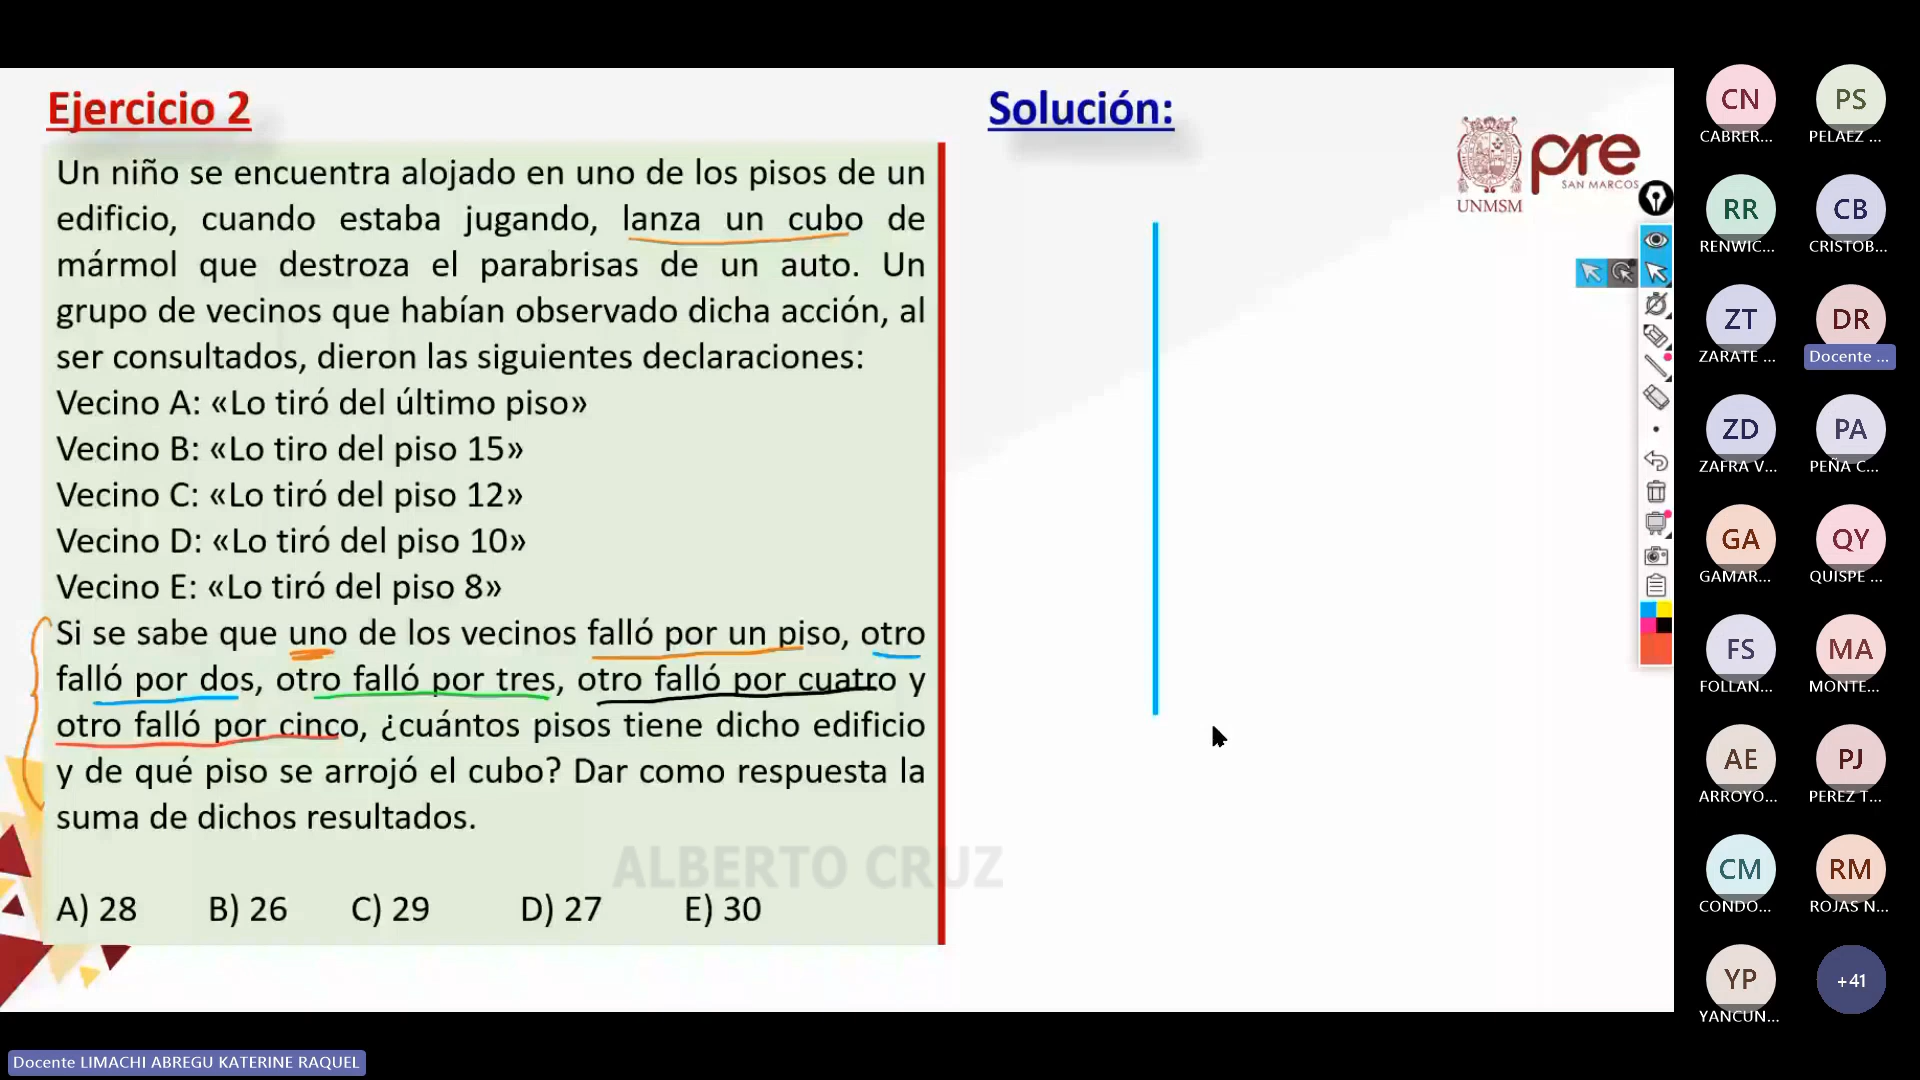 Ejercicio 2
Un niño se encuentra alojado en uno de los pisos de un
edificio, cuando estaba jugando, lanza un cubo de
mármol que destroza el parabrisas de un auto. Un
grupo de vecinos que habían observado dicha acción, al
ser consultados, dieron las siguientes declaraciones:
Vecino A: «Lo tiró del último piso»
Vecino B: «Lo tiro del piso 15»
Vecino C: «Lo tiró del piso 12»
Vecino D: «Lo tiró del piso 10»
Vecino E: «Lo tiró del piso 8»
Si se sabe que uno de los vecinos falló por un piso, otro
falló por dos, otro falló por tres, otro falló por cuatro y
otro falló por cinco, ¿cuántos pisos tiene dicho edificio
y de qué piso se arrojó el cubo? Dar como respuesta la
suma de dichos resultados.
A) 28 B) 26 C) 29 D) 27 E) 30
ALBERTO CRUZ
Solución:
UNMSM
pre
SAN MARCOS
CN
CABRER...
PS
PELAEZ ...
RR
RENWIC...
CB
CRISTOB...
ZT
ZARATE ...
DR
Docente ...
ZD
ZAFRA V...
PA
PEÑA C...
GA
GAMAR...
QY
QUISPE ...
FS
FOLLAN...
MA
MONTE...
AE
ARROYO...
PJ
PEREZ T...
CM
CONDO...
RM
ROJAS N...
YP
YANCUN...
+41
Docente LIMACHI ABREGU KATERINE RAQUEL